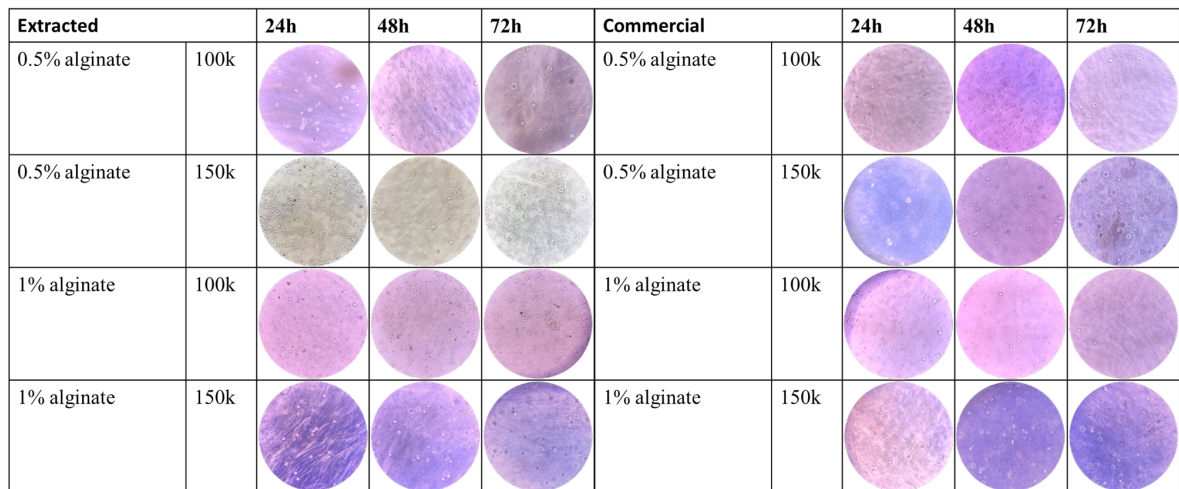 Extracted 24h 48h 72h Commercial 24h 48h 72h
0.5% alginate 100k 0.5% alginate 100k
0.5% alginate 150k 0.5% alginate 150k
1% alginate 100k 1% alginate 100k
1% alginate 150k 1% alginate 150k